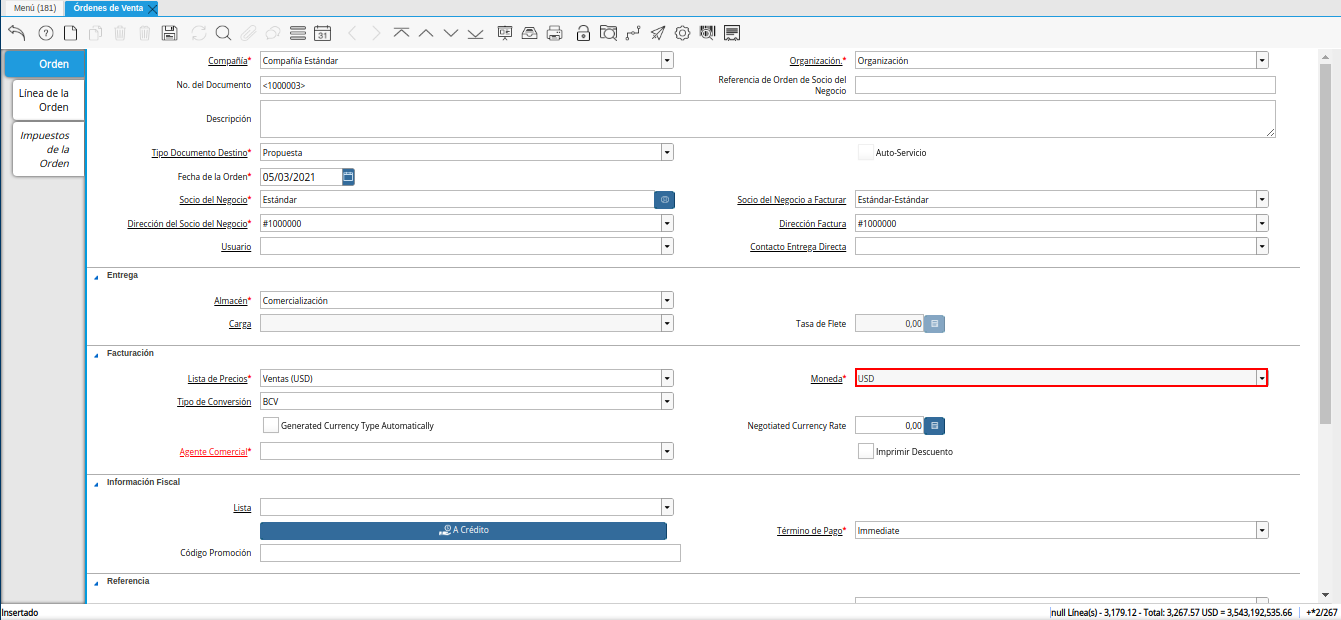 Menú (181)
Órdenes de Venta
31
Orden
Línea de la
Orden
Impuestos
de la
Orden
Compañía* Compañía Estándar
Organización.* Organización
No. del Documento <1000003>
Referencia de Orden de Socio del
Negocio
Descripción
Tipo Documento Destino* Propuesta
Auto-Servicio
Fecha de la Orden* 05/03/2021
Socio del Negocio* Estándar
Socio del Negocio a Facturar Estándar-Estándar
Dirección del Socio del Negocio* #1000000
Dirección Factura #1000000
Usuario
Contacto Entrega Directa
Entrega
Almacén* Comercialización
Carga
Tasa de Flete 0,00
Facturación
Lista de Precios* Ventas (USD)
Moneda* USD
Tipo de Conversión BCV
Generated Currency Type Automatically
Negotiated Currency Rate 0,00
Agente Comercial*
Imprimir Descuento
Información Fiscal
Lista
A Crédito
Término de Pago* Immediate
Código Promoción
Referencia
Insertado
null Línea(s) - 3,179.12 - Total: 3,267.57 USD = 3,543,192,535.66
+*2/267